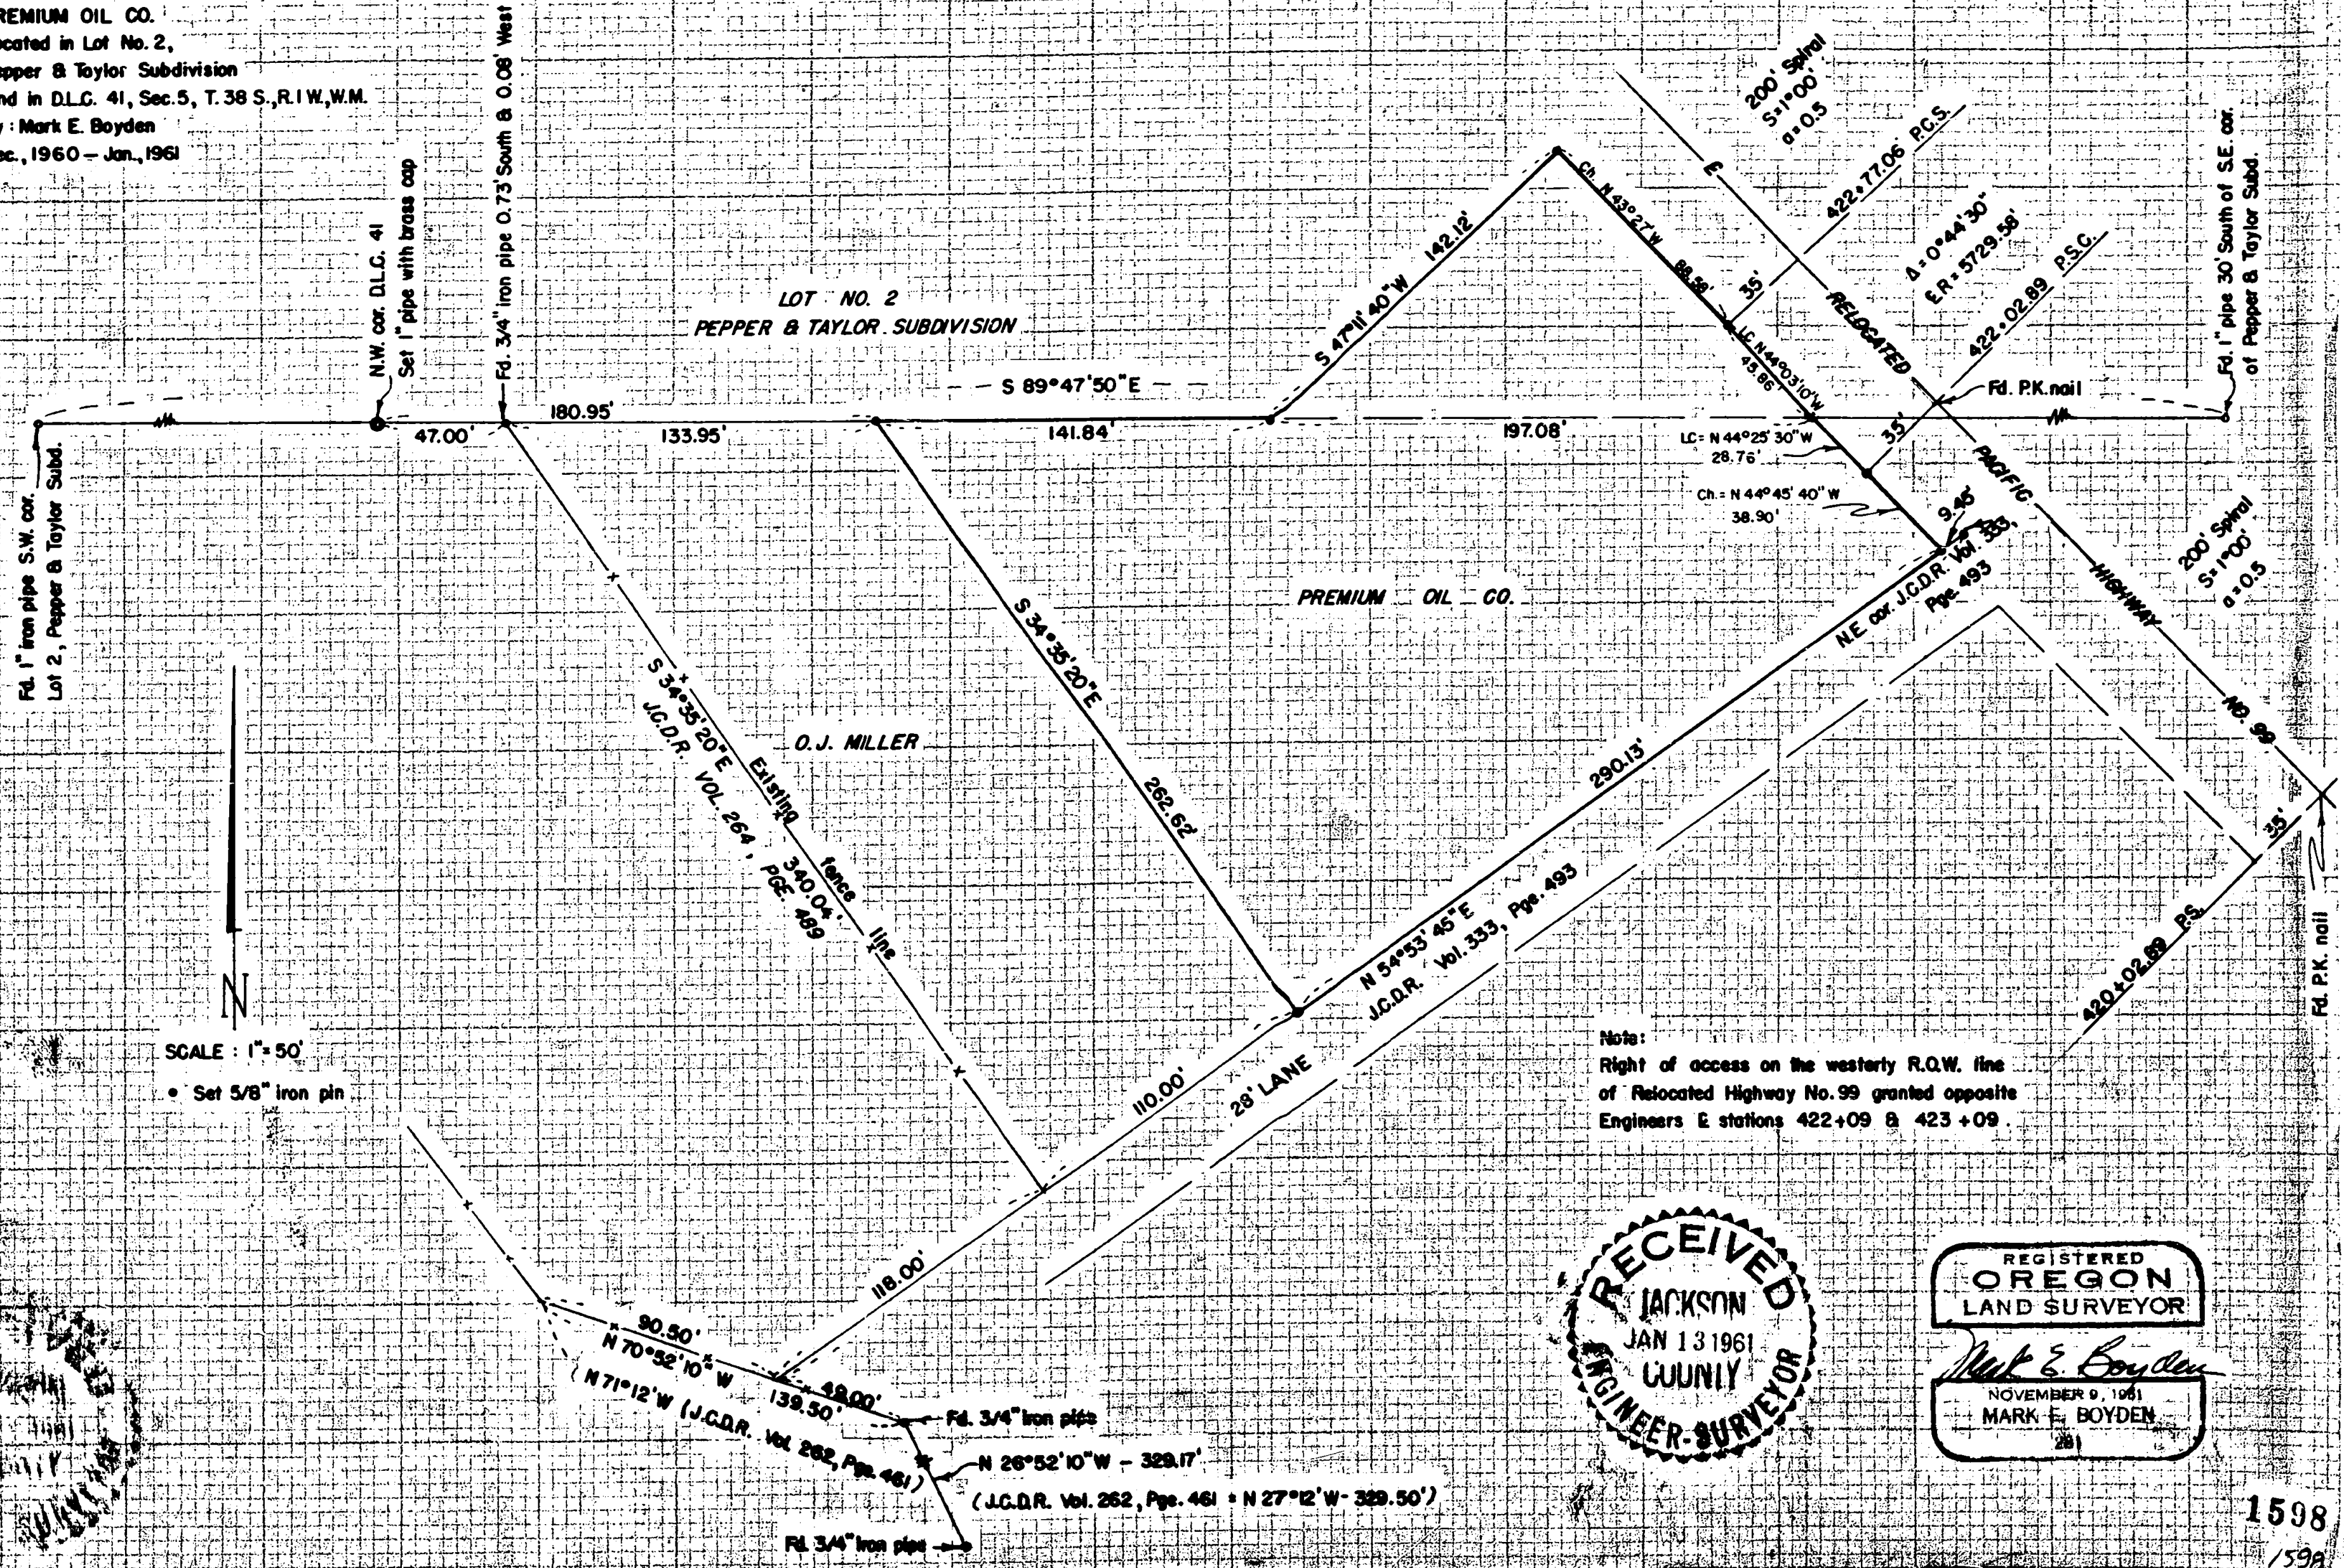 REMIUM OIL CO.
ocated in Lot No. 2,
epper & Taylor Subdivision
nd in D.L.C. 41, Sec. 5, T. 38 S., R. 1 W., W.M.
y : Mark E. Boyden
ec., 1960 – Jan., 1961
N.W. cor. D.L.C. 41
Set 1" pipe with brass cap
Fd. 3/4" iron pipe 0.73' South & 0.08' West
LOT NO. 2
PEPPER & TAYLOR SUBDIVISION
S 89°47'50"E
S 47°11'40"W 142.12'
Ch. N 43°27'W
88.58'
200' Spiral
S=1°00'
a=0.5
422+77.06 P.C.S.
Δ = 0°44'30"
℄R = 5729.58'
422+02.89 P.S.C.
Fd. 1" pipe 30' South of S.E. cor.
of Pepper & Taylor Subd.
℄
35'
LC N 44°03'10"W
45.86
RELOCATED
PACIFIC
HIGHWAY
NO. 99
Fd. P.K. nail
35'
180.95'
47.00'
133.95'
141.84'
197.08'
LC = N 44°25'30"W
28.76'
Ch. = N 44°45'40"W
38.90'
9.45'
N.E. cor. J.C.D.R. Vol. 333,
Pge. 493
200' Spiral
S=1°00'
a=0.5
Fd. 1" iron pipe S.W. cor.
Lot 2, Pepper & Taylor Subd.
PREMIUM OIL CO.
S 34°35'20"E
262.62'
S 34°35'20"E
J.C.D.R. VOL. 264, PGE. 489
Existing fence line
340.04'
O.J. MILLER
290.13'
N 54°53'45"E
J.C.D.R. Vol. 333, Pge. 493
35'
420+02.89 P.S.
Fd. P.K. nail
N
SCALE : 1"= 50'
• Set 5/8" iron pin
110.00'
28' LANE
118.00'
Note:
Right of access on the westerly R.O.W. line
of Relocated Highway No. 99 granted opposite
Engineers ℄ stations 422+09 & 423+09.
90.50'
N 70°52'10" W
139.50'
49.00'
(N 71°12'W (J.C.D.R. Vol. 262, Pge. 461)
Fd. 3/4" iron pipe
N 26°52'10"W – 329.17'
(J.C.D.R. Vol. 262, Pge. 461 = N 27°12'W - 329.50')
Fd. 3/4" iron pipe
RECEIVED
JACKSON
JAN 13 1961
COUNTY
ENGINEER-SURVEYOR
REGISTERED
OREGON
LAND SURVEYOR
Mark E. Boyden
NOVEMBER 9, 1951
MARK E. BOYDEN
281
1598
1598